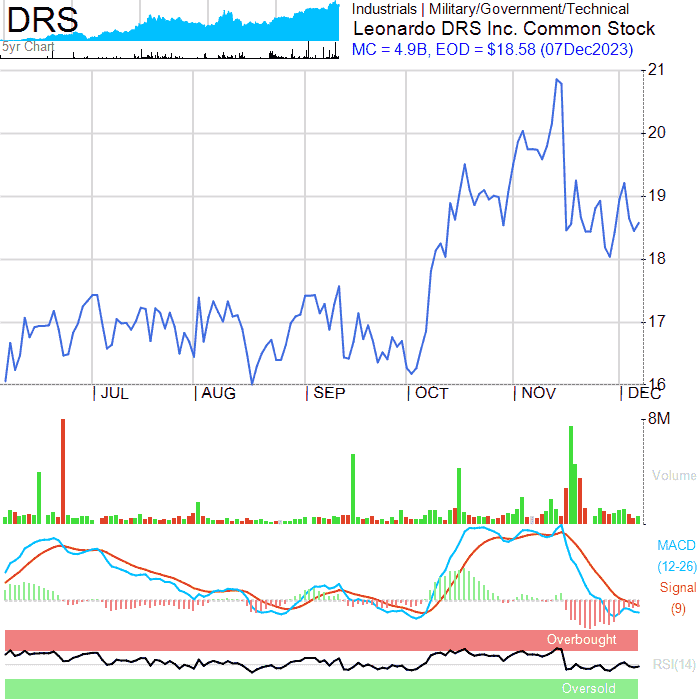 DRS
5yr Chart
Industrials | Military/Government/Technical
Leonardo DRS Inc. Common Stock
MC = 4.9B, EOD = $18.58 (07Dec2023)
21
20
19
18
17
16
JUL AUG SEP OCT NOV DEC
8M
Volume
MACD
(12-26)
Signal
(9)
Overbought
RSI(14)
Oversold